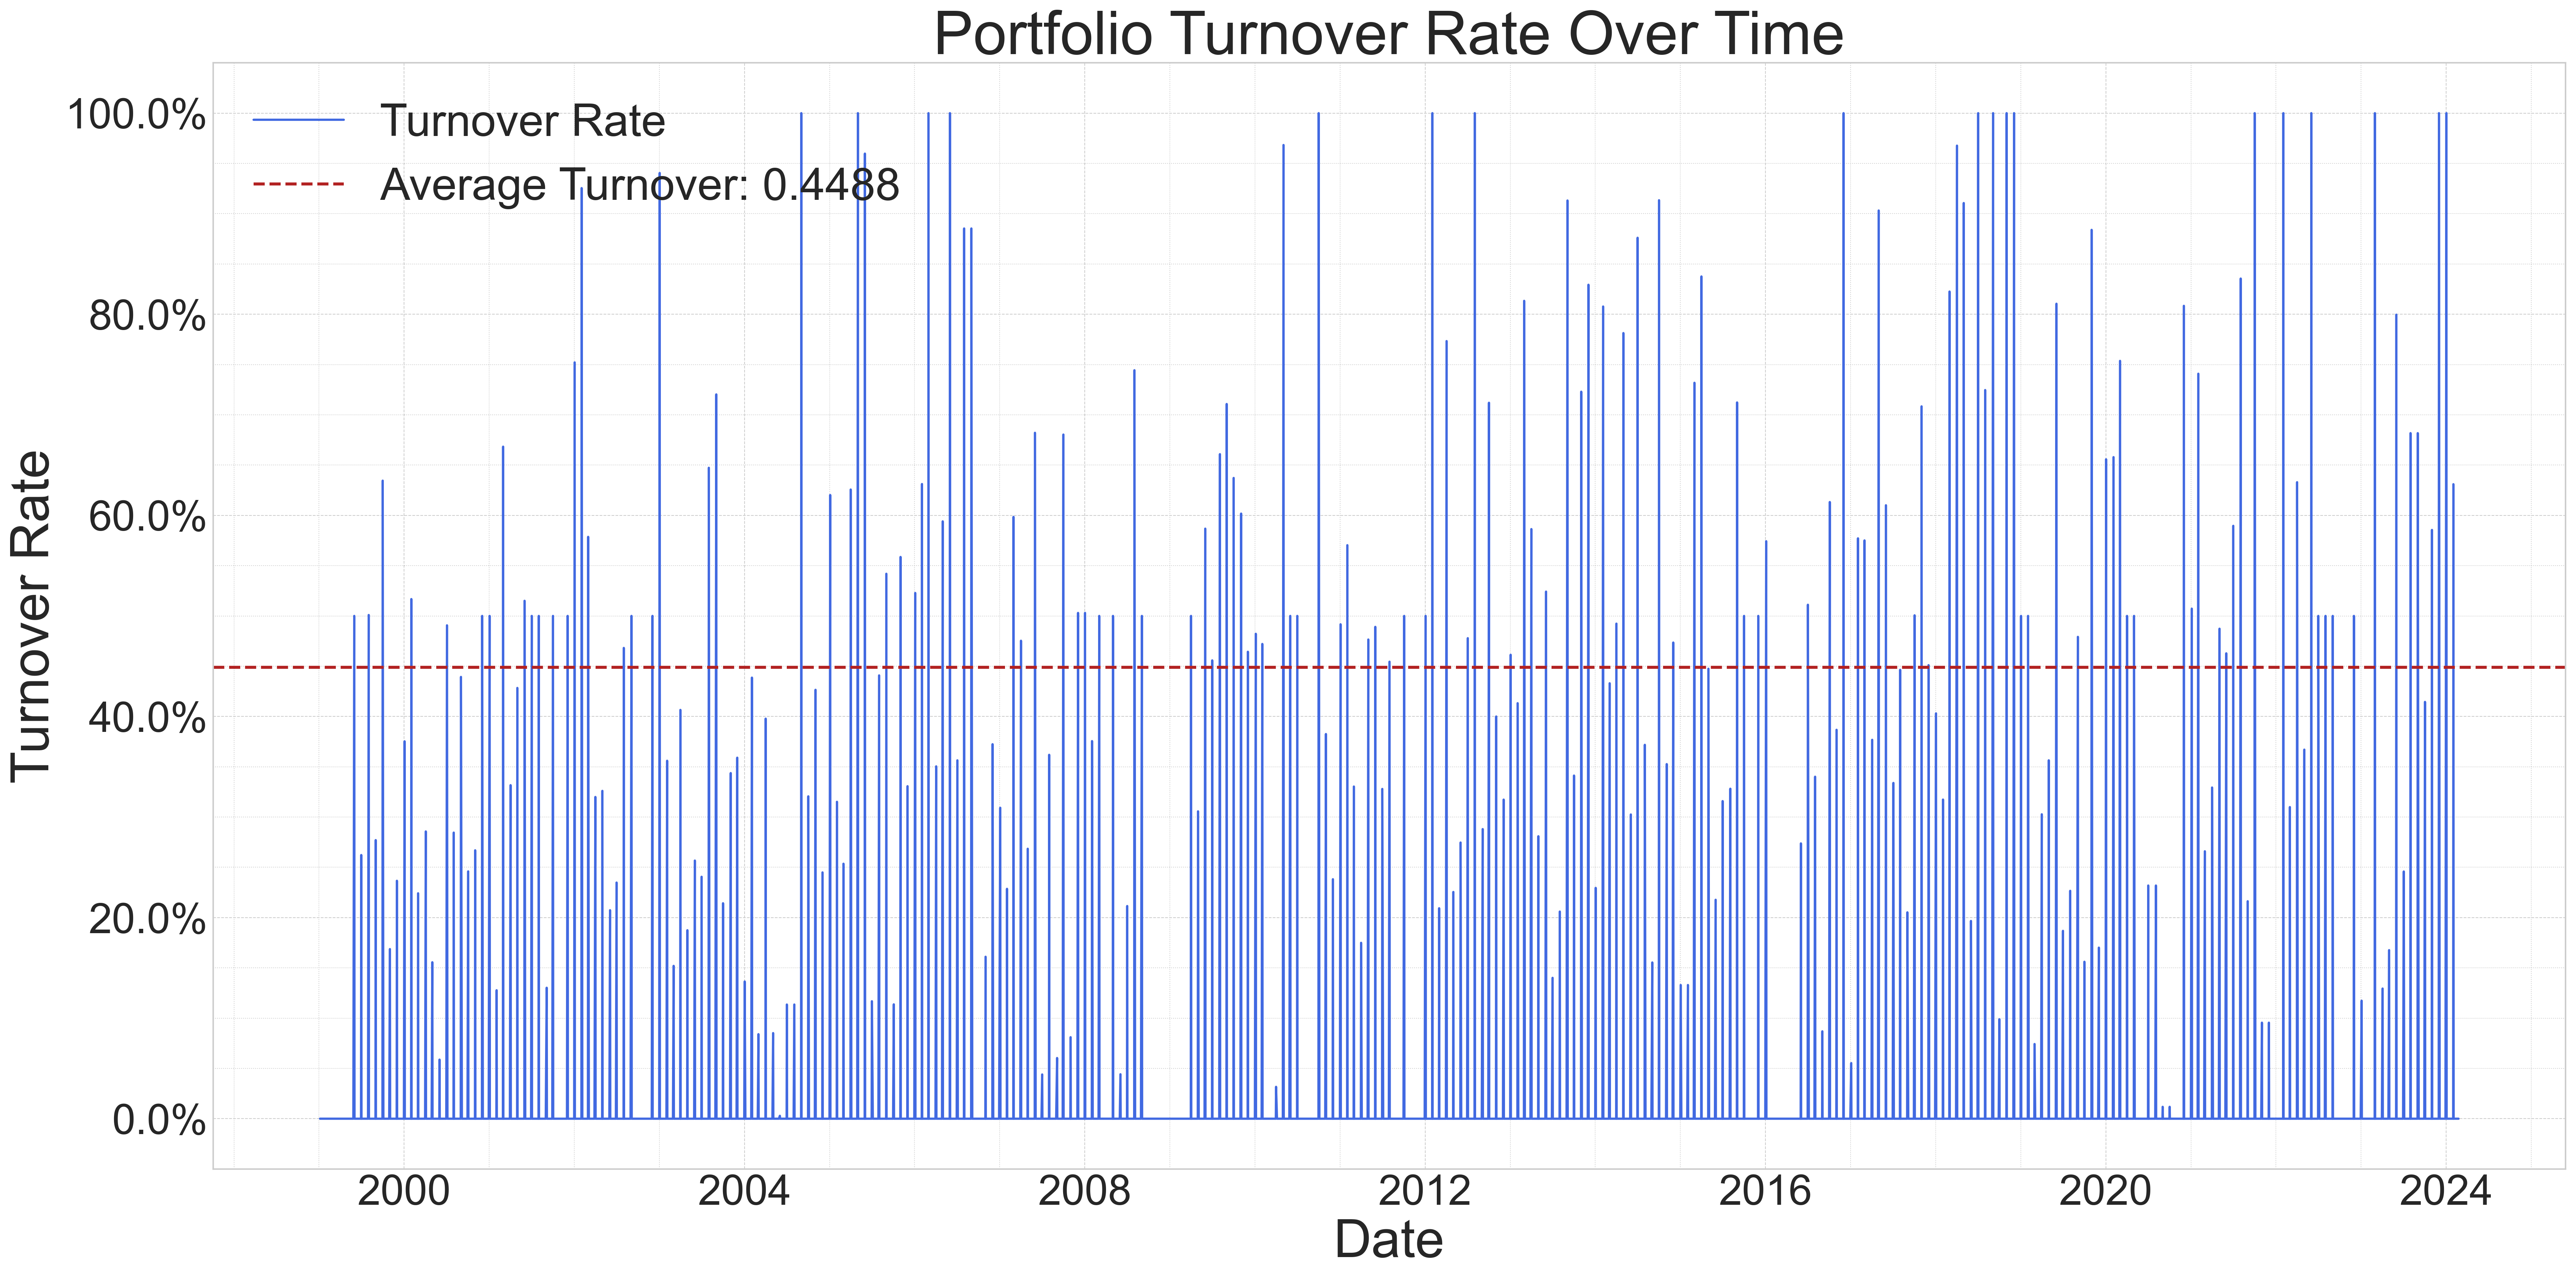 Portfolio Turnover Rate Over Time
Turnover Rate
Average Turnover: 0.4488
100.0%
80.0%
60.0%
40.0%
20.0%
0.0%
Turnover Rate
2000 2004 2008 2012 2016 2020 2024
Date